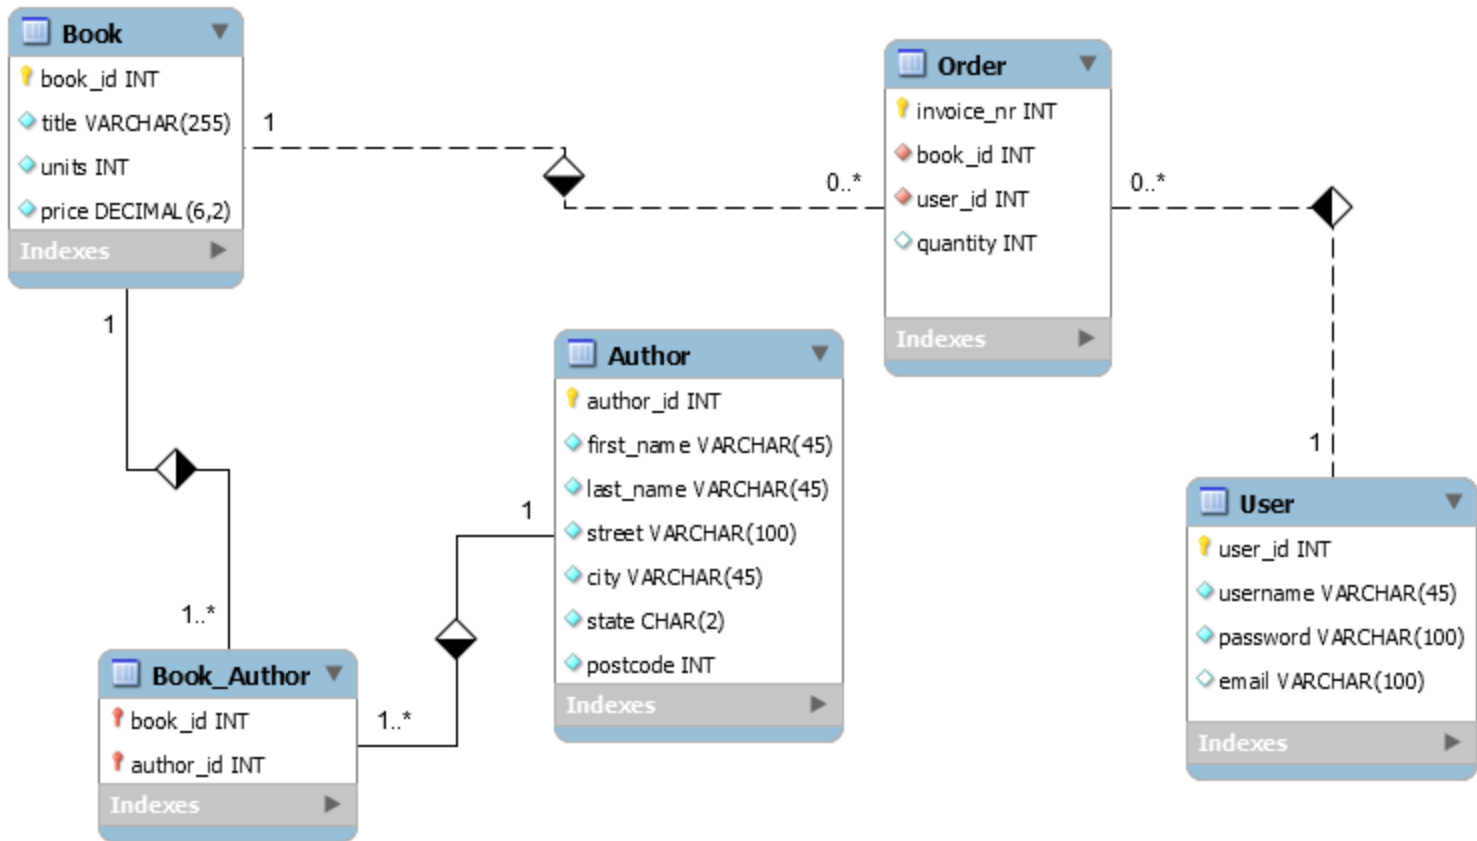 Book
book_id INT
title VARCHAR(255)
units INT
price DECIMAL(6,2)
Indexes
1
0..*
Order
invoice_nr INT
book_id INT
user_id INT
quantity INT
Indexes
0..*
1
User
user_id INT
username VARCHAR(45)
password VARCHAR(100)
email VARCHAR(100)
Indexes
1
1..*
Book_Author
book_id INT
author_id INT
Indexes
1..*
1
Author
author_id INT
first_name VARCHAR(45)
last_name VARCHAR(45)
street VARCHAR(100)
city VARCHAR(45)
state CHAR(2)
postcode INT
Indexes